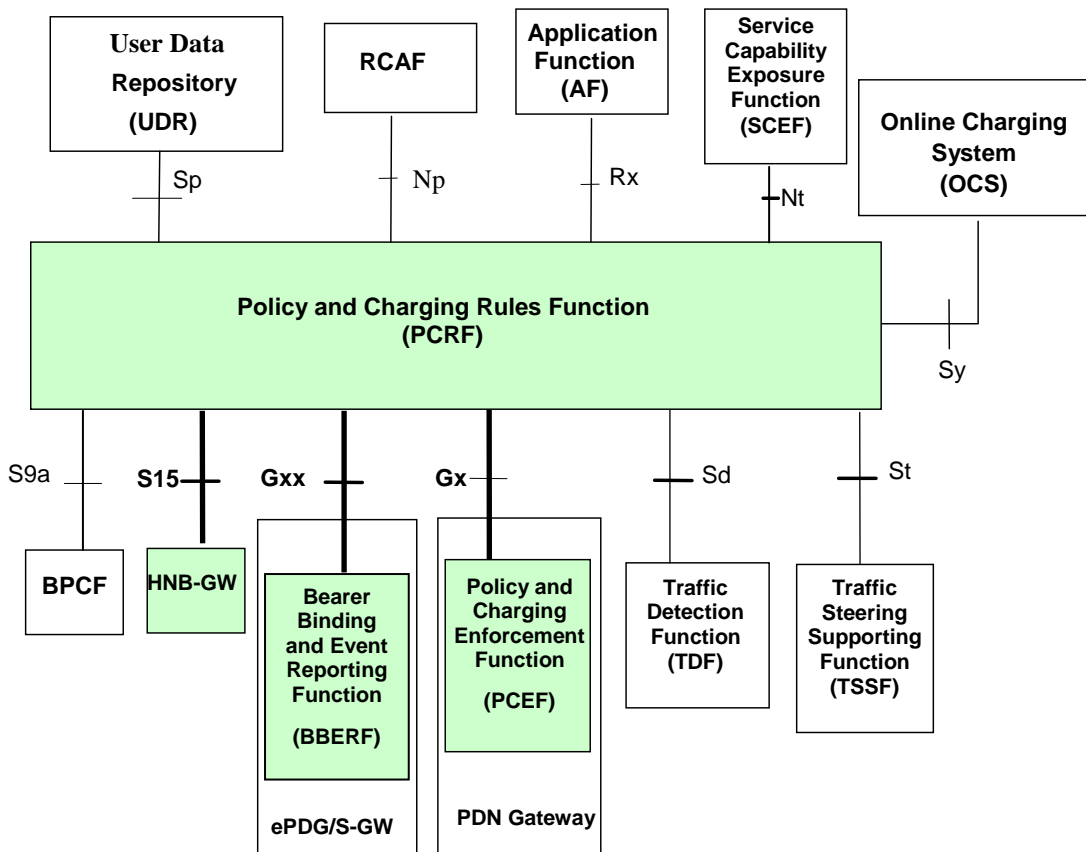 User Data
Repository
(UDR)
RCAF
Application
Function
(AF)
Service
Capability
Exposure
Function
(SCEF)
Online Charging
System
(OCS)
Sp
Np
Rx
Nt
Sy
Policy and Charging Rules Function
(PCRF)
S9a
S15
Gxx
Gx
Sd
St
BPCF
HNB-GW
Bearer
Binding
and Event
Reporting
Function
(BBERF)
ePDG/S-GW
Policy and
Charging
Enforcement
Function
(PCEF)
PDN Gateway
Traffic
Detection
Function
(TDF)
Traffic
Steering
Supporting
Function
(TSSF)